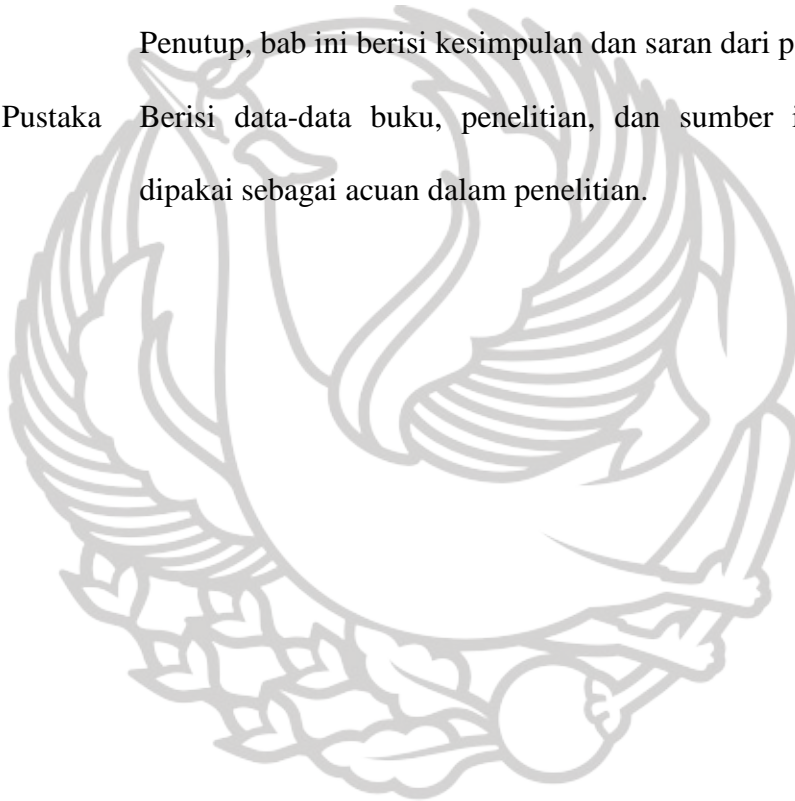 Penutup, bab ini berisi kesimpulan dan saran dari p
Pustaka Berisi data-data buku, penelitian, dan sumber i
dipakai sebagai acuan dalam penelitian.